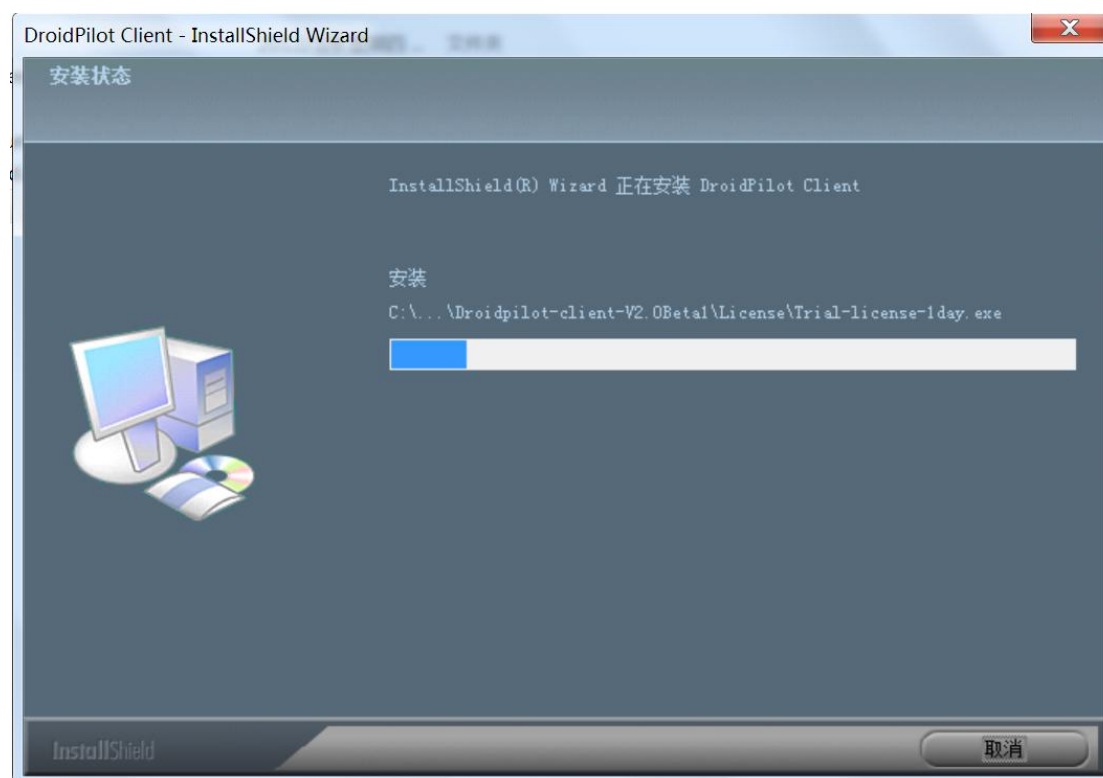 DroidPilot Client - InstallShield Wizard
安装状态
InstallShield(R) Wizard 正在安装 DroidPilot Client
安装
C:\...\Droidpilot-client-V2.0Beta1\License\Trial-license-1day.exe
InstallShield
取消